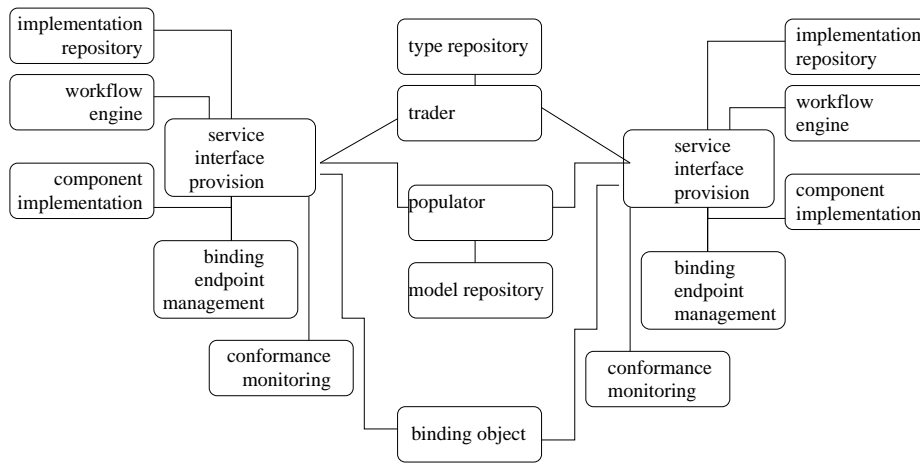 implementation
repository
workflow
engine
service
interface
provision
component
implementation
binding
endpoint
management
conformance
monitoring
type repository
trader
populator
model repository
binding object
implementation
repository
workflow
engine
service
interface
provision
component
implementation
binding
endpoint
management
conformance
monitoring